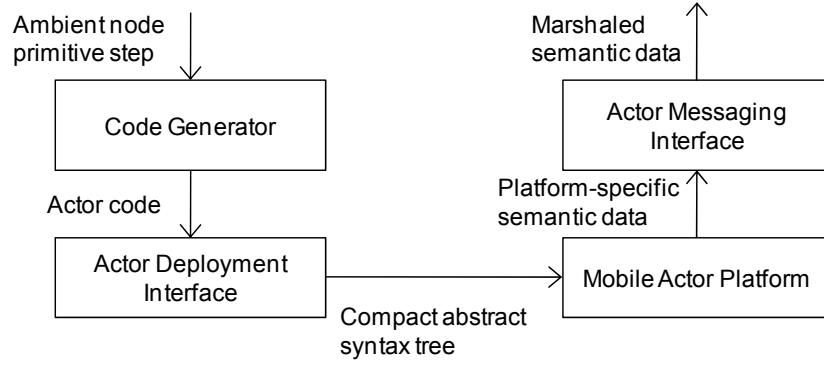 Ambient node
primitive step
Code Generator
Actor code
Actor Deployment
Interface
Compact abstract
syntax tree
Marshaled
semantic data
Actor Messaging
Interface
Platform-specific
semantic data
Mobile Actor Platform